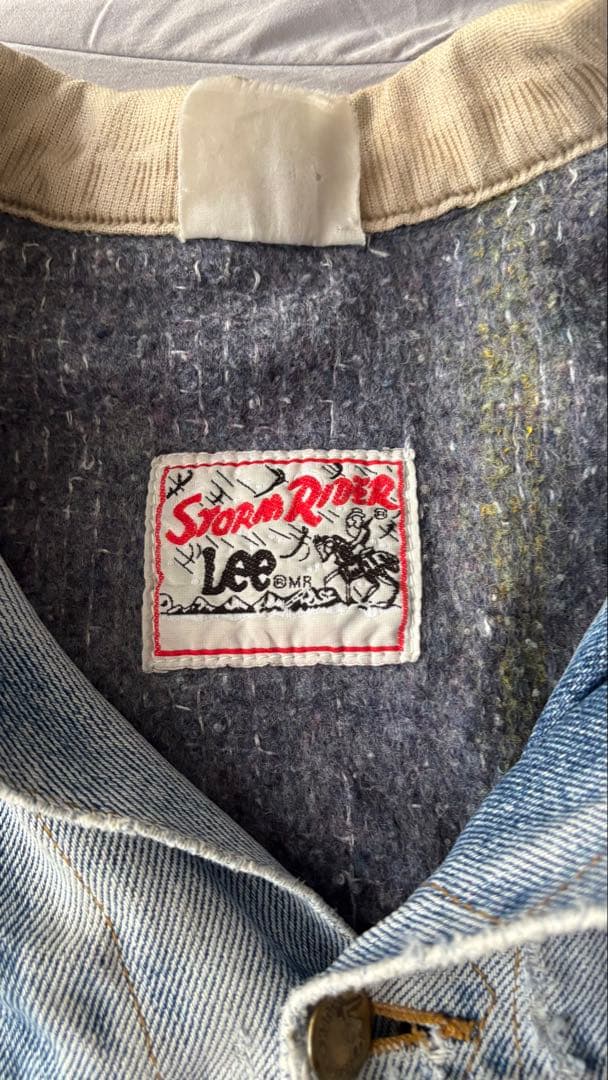 STORM RIDER
®
Lee ® MR